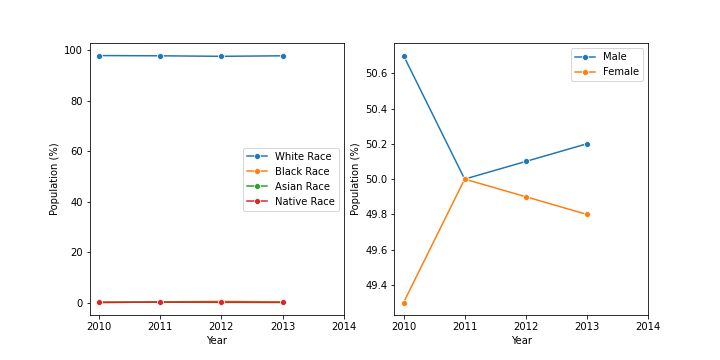 100
80
60
40
20
0
Population (%)
2010 2011 2012 2013 2014
Year
White Race
Black Race
Asian Race
Native Race
50.6
50.4
50.2
50.0
49.8
49.6
49.4
Population (%)
2010 2011 2012 2013 2014
Year
Male
Female